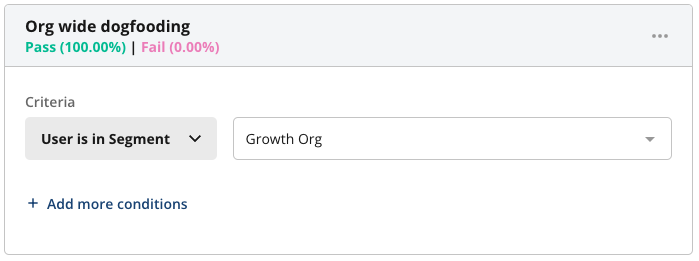 Org wide dogfooding
Pass (100.00%) | Fail (0.00%)
Criteria
User is in Segment
Growth Org
+ Add more conditions